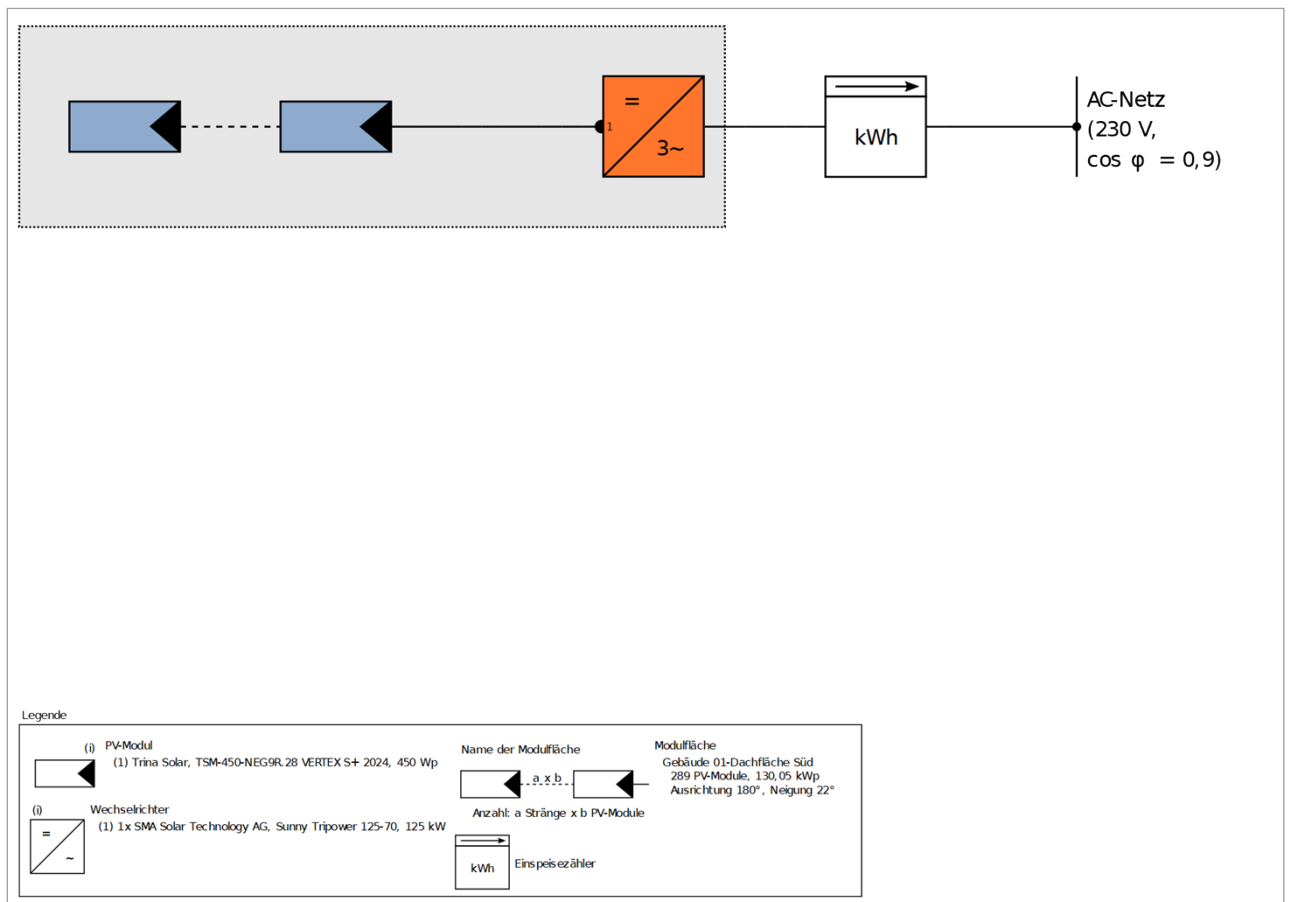 =
1
3~
kWh
AC-Netz
(230 V,
cos φ = 0,9)
Legende
(i) PV-Modul
(1) Trina Solar, TSM-450-NEG9R.28 VERTEX S+ 2024, 450 Wp
(i) Wechselrichter
=
~
(1) 1x SMA Solar Technology AG, Sunny Tripower 125-70, 125 kW
Name der Modulfläche
a x b
Anzahl: a Stränge x b PV-Module
kWh
Einspeisezähler
Modulfläche
Gebäude 01-Dachfläche Süd
289 PV-Module, 130,05 kWp
Ausrichtung 180°, Neigung 22°